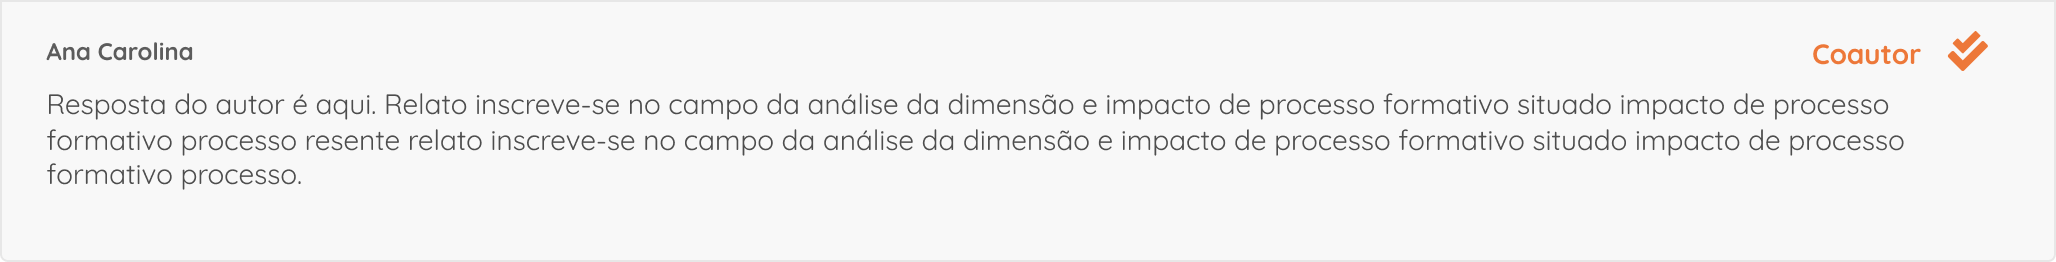 Ana Carolina
Coautor
Resposta do autor é aqui. Relato inscreve-se no campo da análise da dimensão e impacto de processo formativo situado impacto de processo
formativo processo resente relato inscreve-se no campo da análise da dimensão e impacto de processo formativo situado impacto de processo
formativo processo.